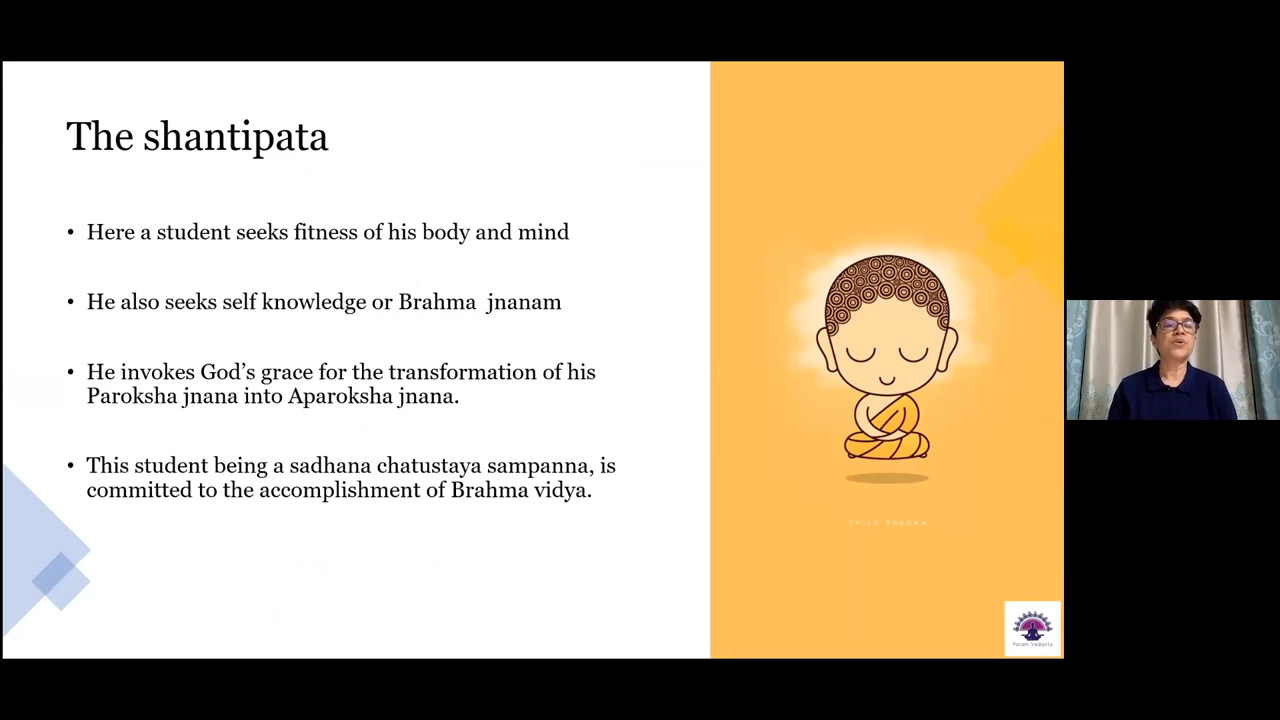 The shantipata
• Here a student seeks fitness of his body and mind
• He also seeks self knowledge or Brahma jnanam
• He invokes God’s grace for the transformation of his
Paroksha jnana into Aparoksha jnana.
• This student being a sadhana chatustaya sampanna, is
committed to the accomplishment of Brahma vidya.
Param Vedanta